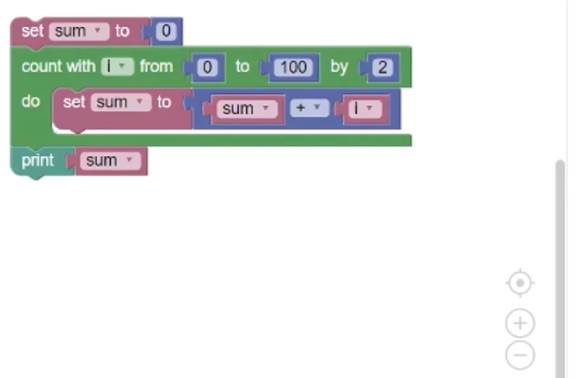 set sum to 0
count with i from 0 to 100 by 2
do set sum to sum + i
print sum